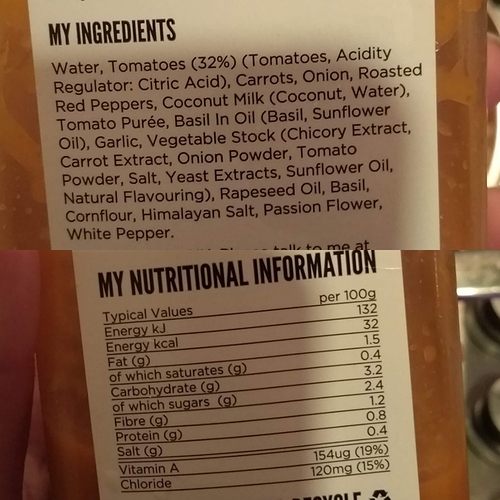 MY INGREDIENTS
Water, Tomatoes (32%) (Tomatoes, Acidity
Regulator: Citric Acid), Carrots, Onion, Roasted
Red Peppers, Coconut Milk (Coconut, Water),
Tomato Purée, Basil In Oil (Basil, Sunflower
Oil), Garlic, Vegetable Stock (Chicory Extract,
Carrot Extract, Onion Powder, Tomato
Powder, Salt, Yeast Extracts, Sunflower Oil,
Natural Flavouring), Rapeseed Oil, Basil,
Cornflour, Himalayan Salt, Passion Flower,
White Pepper.
talk to me at
MY NUTRITIONAL INFORMATION
Typical Values per 100g
Energy kJ 132
Energy kcal 32
Fat (g) 1.5
of which saturates (g) 0.4
Carbohydrate (g) 3.2
of which sugars (g) 2.4
Fibre (g) 1.2
Protein (g) 0.8
Salt (g) 0.4
Vitamin A 154ug (19%)
Chloride 120mg (15%)
RECYCLE